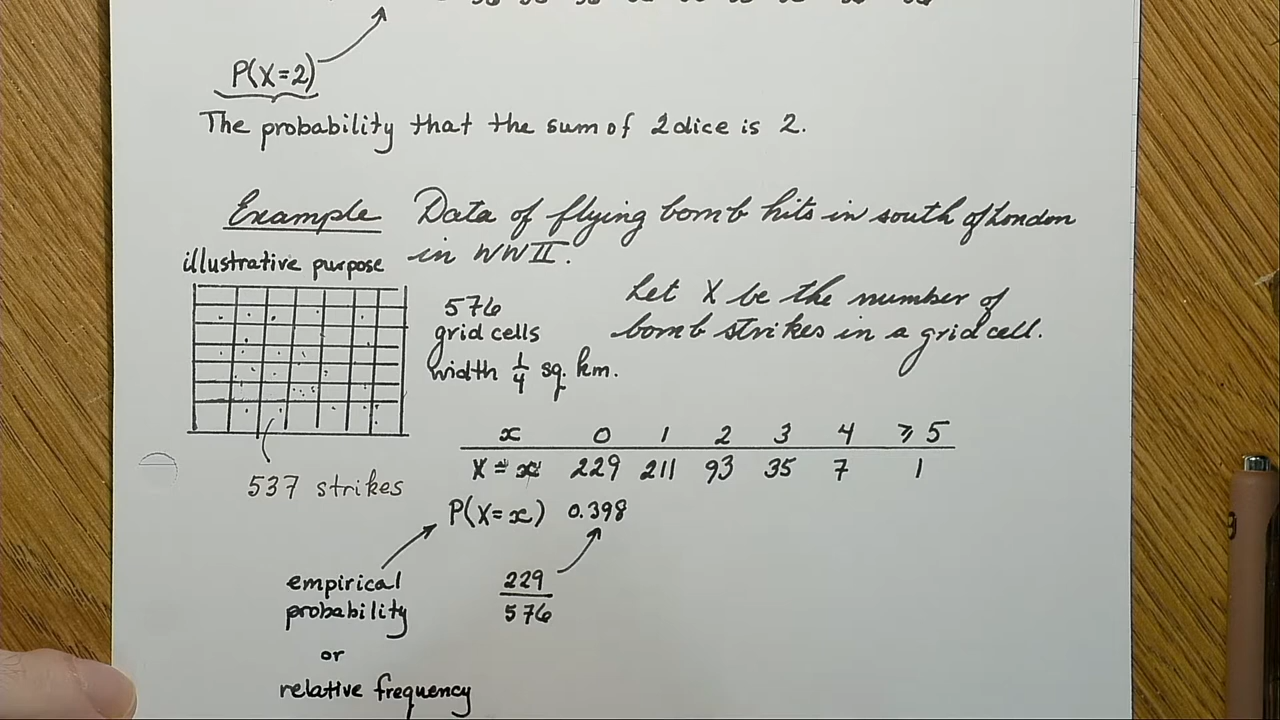 P(X=2)
The probability that the sum of 2 dice is 2.
Example Data of flying bomb hits in south of London
in WWII.
illustrative purpose
576
grid cells
width 1/4 sq. km.
Let X be the number of
bomb strikes in a grid cell.
537 strikes
x 0 1 2 3 4 ⩾ 5
X = x 229 211 93 35 7 1
P(X=x) 0.398
229
576
empirical
probability
or
relative frequency